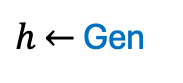 h ← Gen